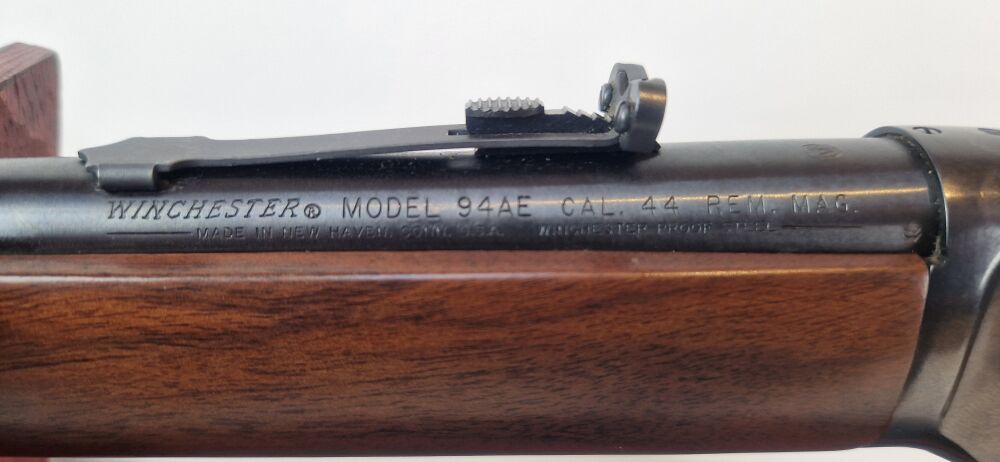 WINCHESTER® MODEL 94AE CAL. 44 REM. MAG.
MADE IN NEW HAVEN, CONN., U.S.A. WINCHESTER PROOF STEEL